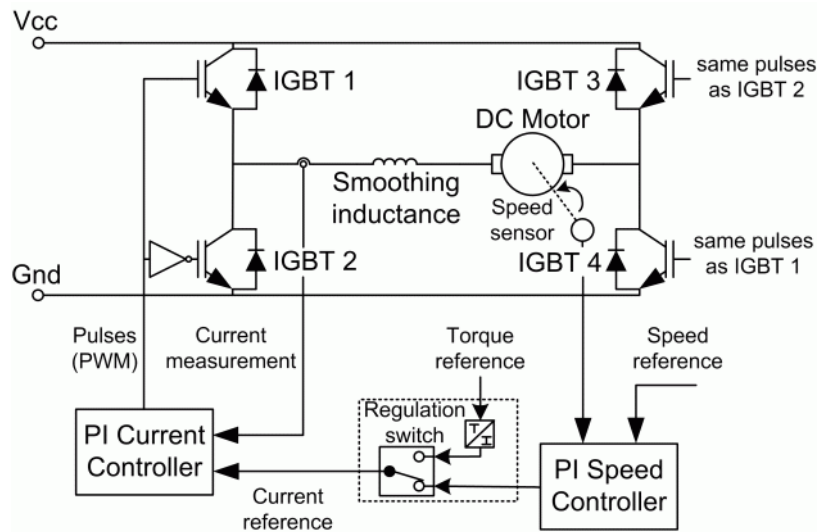 Vcc
IGBT 1
IGBT 3
same pulses
as IGBT 2
DC Motor
Smoothing
inductance
Speed
sensor
IGBT 2
IGBT 4
same pulses
as IGBT 1
Gnd
Pulses
(PWM)
Current
measurement
Torque
reference
Speed
reference
Regulation
switch
T
I
PI Current
Controller
Current
reference
PI Speed
Controller